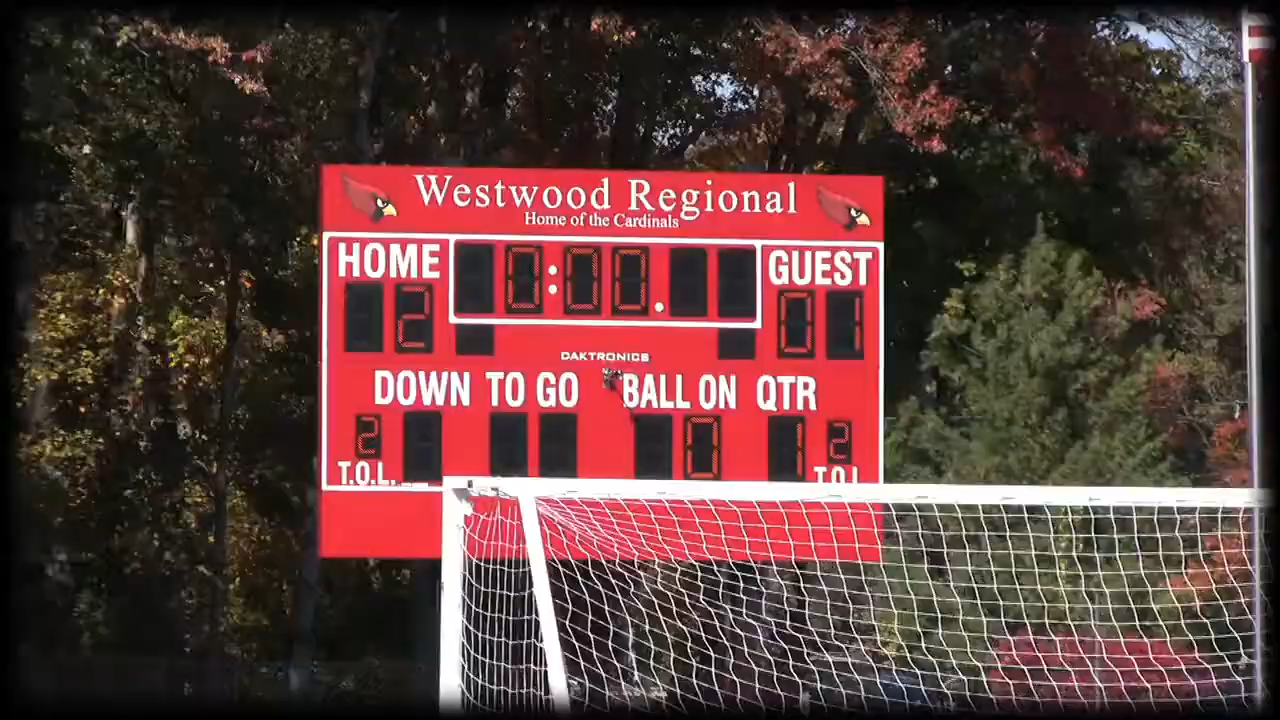 Westwood Regional
Home of the Cardinals
HOME 0:00. GUEST
2 01
DAKTRONICS
DOWN TO GO BALL ON QTR
2 0 1 2
T.O.L. T.O.L